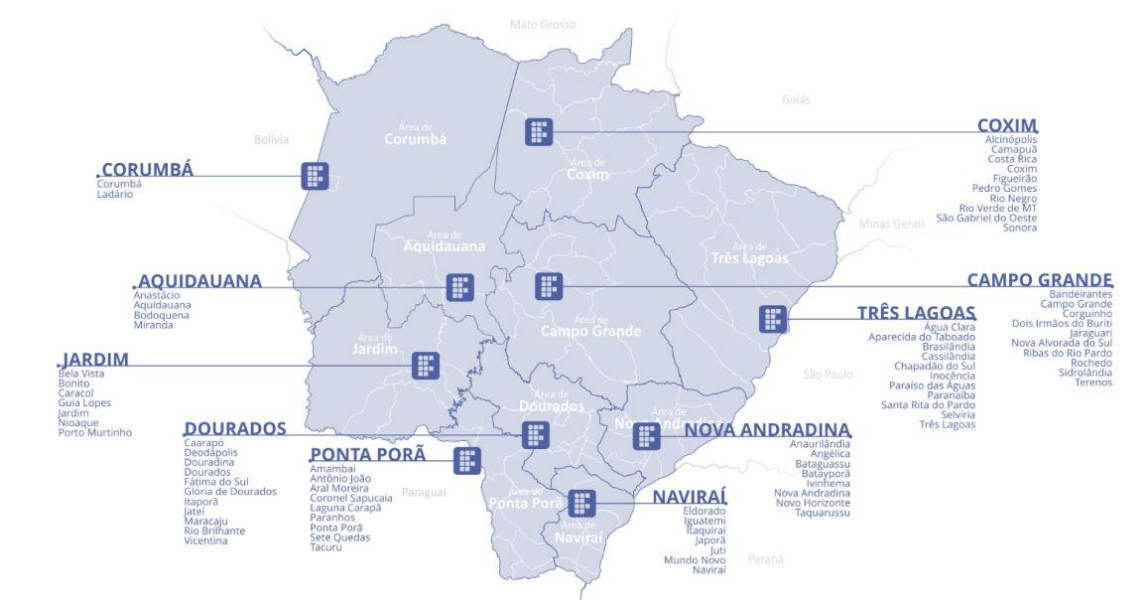 Mato Grosso
Goiás
Bolívia
Minas Gerais
São Paulo
Paraguai
Paraná
Área de
Corumbá
Área de
Coxim
Área de
Aquidauana
Área de
Três Lagoas
Área de
Campo Grande
Área de
Jardim
Área de
Dourados
Área de
Nova Andradina
Área de
Ponta Porã
Área de
Naviraí
CORUMBÁ
Corumbá
Ladário
AQUIDAUANA
Anastácio
Aquidauana
Bodoquena
Miranda
JARDIM
Bela Vista
Bonito
Caracol
Guia Lopes
Jardim
Nioaque
Porto Murtinho
DOURADOS
Caarapó
Deodápolis
Douradina
Dourados
Fátima do Sul
Glória de Dourados
Itaporã
Jateí
Maracaju
Rio Brilhante
Vicentina
PONTA PORÃ
Amambai
Antônio João
Aral Moreira
Coronel Sapucaia
Laguna Carapã
Paranhos
Ponta Porã
Sete Quedas
Tacuru
COXIM
Alcinópolis
Camapuã
Costa Rica
Coxim
Figueirão
Pedro Gomes
Rio Negro
Rio Verde de MT
São Gabriel do Oeste
Sonora
CAMPO GRANDE
Bandeirantes
Campo Grande
Corguinho
Dois Irmãos do Buriti
Jaraguari
Nova Alvorada do Sul
Ribas do Rio Pardo
Rochedo
Sidrolândia
Terenos
TRÊS LAGOAS
Água Clara
Aparecida do Taboado
Brasilândia
Cassilândia
Chapadão do Sul
Inocência
Paraíso das Águas
Paranaíba
Santa Rita do Pardo
Selvíria
Três Lagoas
NOVA ANDRADINA
Anaurilândia
Angélica
Bataguassu
Batayporã
Ivinhema
Nova Andradina
Novo Horizonte
Taquarussu
NAVIRAÍ
Eldorado
Iguatemi
Itaquiraí
Japorã
Juti
Mundo Novo
Naviraí